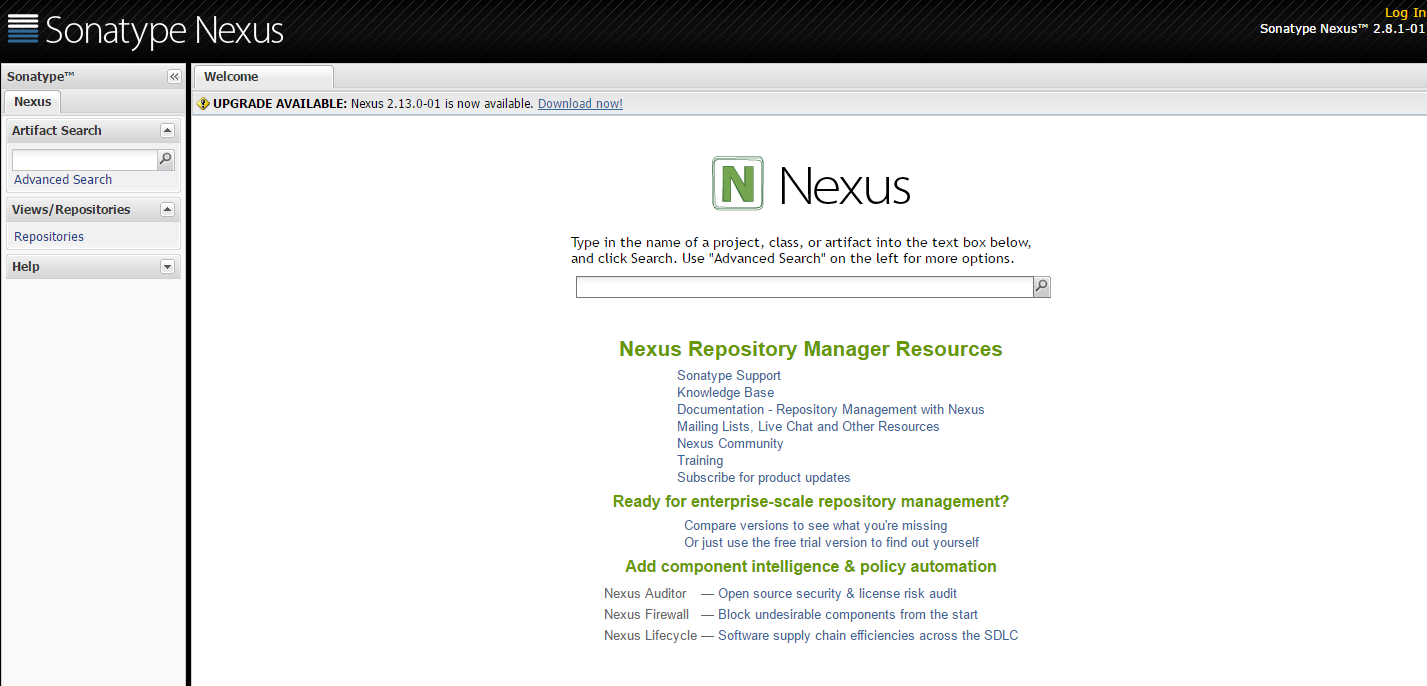 Sonatype Nexus
Log In
Sonatype Nexus™ 2.8.1-01
Sonatype™
Nexus
Artifact Search
Advanced Search
Views/Repositories
Repositories
Help
Welcome
UPGRADE AVAILABLE: Nexus 2.13.0-01 is now available. Download now!
N Nexus
Type in the name of a project, class, or artifact into the text box below,
and click Search. Use "Advanced Search" on the left for more options.
Nexus Repository Manager Resources
Sonatype Support
Knowledge Base
Documentation - Repository Management with Nexus
Mailing Lists, Live Chat and Other Resources
Nexus Community
Training
Subscribe for product updates
Ready for enterprise-scale repository management?
Compare versions to see what you're missing
Or just use the free trial version to find out yourself
Add component intelligence & policy automation
Nexus Auditor — Open source security & license risk audit
Nexus Firewall — Block undesirable components from the start
Nexus Lifecycle — Software supply chain efficiencies across the SDLC